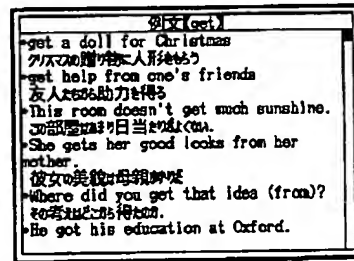 例文【get】
•get a doll for Christmas
クリスマスの贈り物に人形をもらう
•get help from one's friends
友人たちから助力を得る
•This room doesn't get much sunshine.
この部屋はあまり日当たりがよくない.
•She gets her good looks from her
mother.
彼女の美貌は母親ゆずりだ
•Where did you get that idea (from)?
その考えはどこから得たのか.
•He got his education at Oxford.